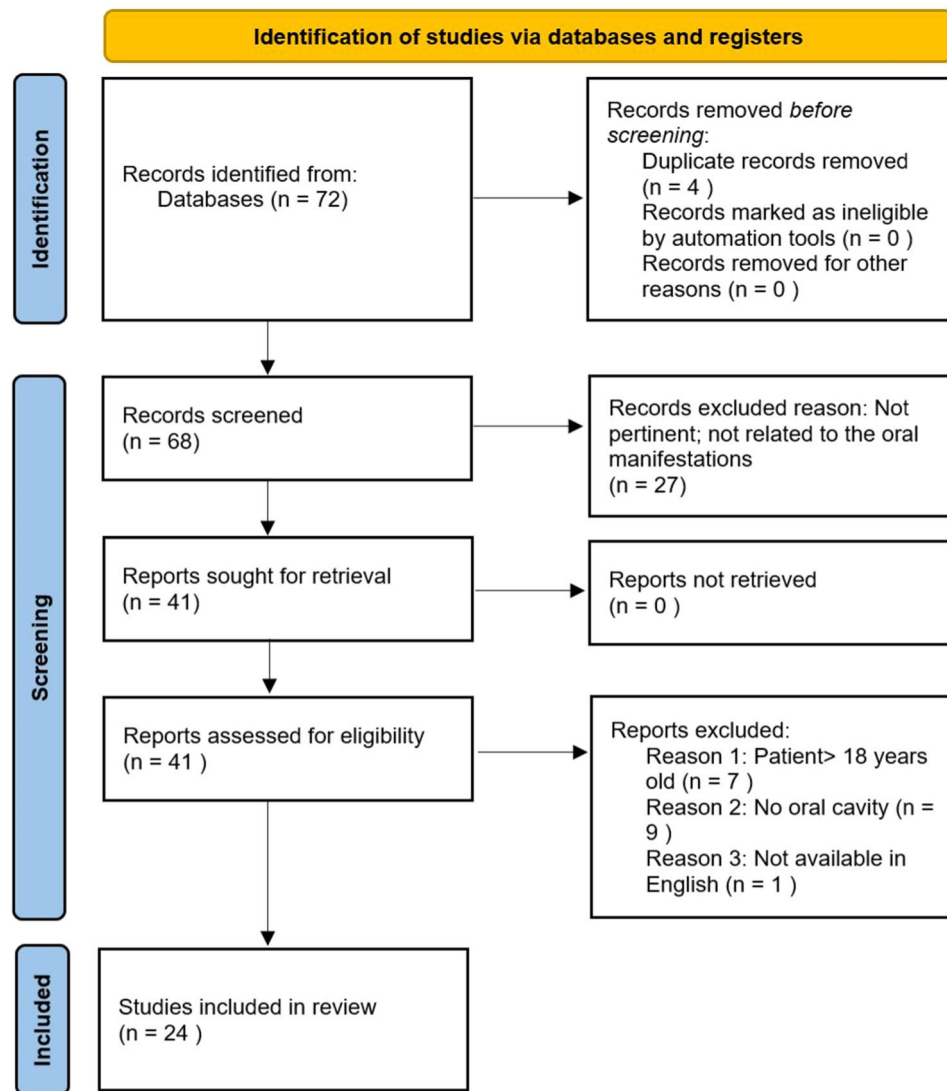 Identification of studies via databases and registers
Identification
Records identified from:
Databases (n = 72)
Records removed before
screening:
Duplicate records removed
(n = 4 )
Records marked as ineligible
by automation tools (n = 0 )
Records removed for other
reasons (n = 0 )
Screening
Records screened
(n = 68)
Records excluded reason: Not
pertinent; not related to the oral
manifestations
(n = 27)
Reports sought for retrieval
(n = 41)
Reports not retrieved
(n = 0 )
Reports assessed for eligibility
(n = 41 )
Reports excluded:
Reason 1: Patient> 18 years
old (n = 7 )
Reason 2: No oral cavity (n =
9 )
Reason 3: Not available in
English (n = 1 )
Included
Studies included in review
(n = 24 )